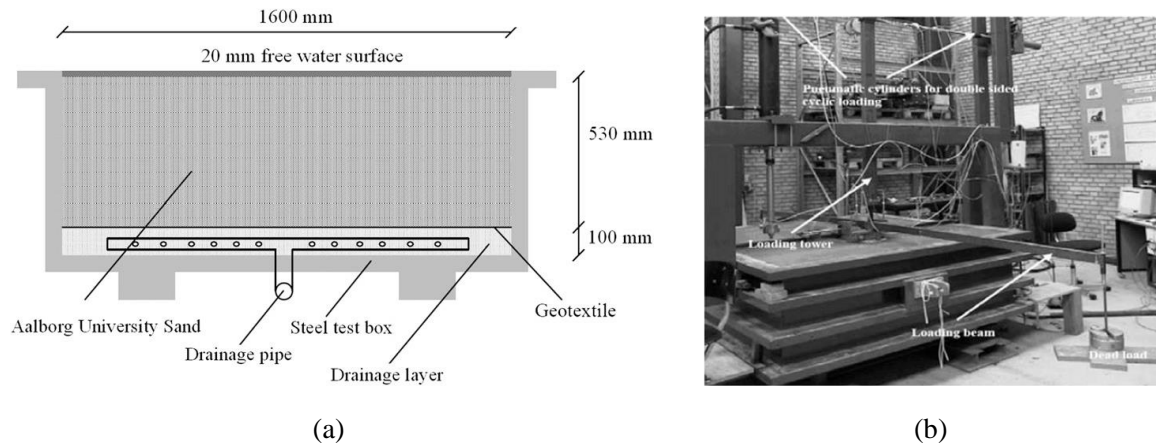 1600 mm
20 mm free water surface
530 mm
100 mm
Geotextile
Aalborg University Sand
Steel test box
Drainage pipe
Drainage layer
(a)
Pneumatic cylinders for double sided
cyclic loading
Loading tower
Loading beam
Dead load
(b)